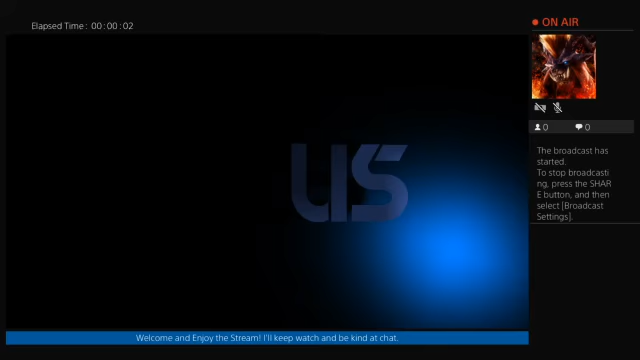 Elapsed Time : 00:00:02
ON AIR
US
0 0
The broadcast has
started.
To stop broadcasti
ng, press the SHAR
E button, and then
select [Broadcast
Settings].
Welcome and Enjoy the Stream! I'll keep watch and be kind at chat.